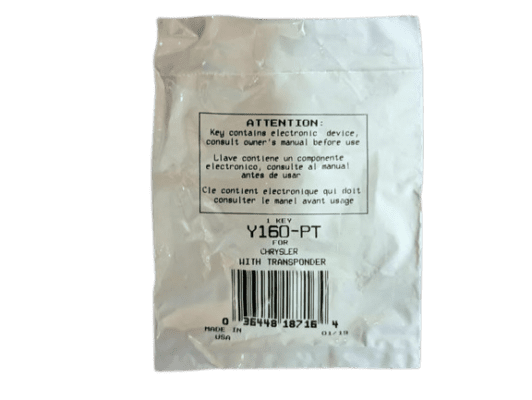 ATTENTION:
Key contains electronic device,
consult owner's manual before use
Llave contiene un componente
electronico, consulte al manual
antes de usar
Cle contient electronique qui doit
consulter le manel avant usage
1 KEY
Y160-PT
FOR
CHRYSLER
WITH TRANSPONDER
0 36448 18716 4
MADE IN
USA
01/19